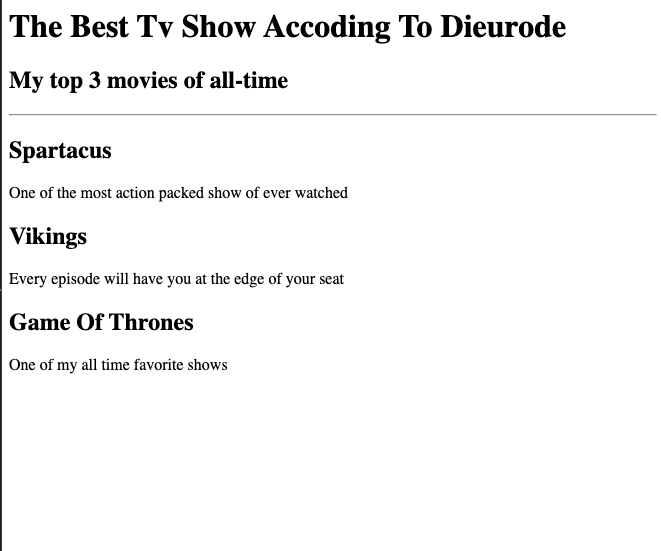 The Best Tv Show Accoding To Dieurode
My top 3 movies of all-time
Spartacus
One of the most action packed show of ever watched
Vikings
Every episode will have you at the edge of your seat
Game Of Thrones
One of my all time favorite shows